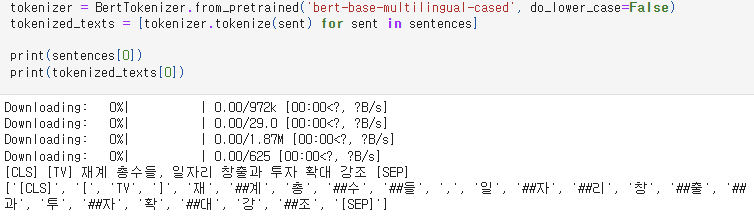 tokenizer = BertTokenizer.from_pretrained('bert-base-multilingual-cased', do_lower_case=False)
tokenized_texts = [tokenizer.tokenize(sent) for sent in sentences]
print(sentences[0])
print(tokenized_texts[0])
Downloading: 0%| | 0.00/972k [00:00<?, ?B/s]
Downloading: 0%| | 0.00/29.0 [00:00<?, ?B/s]
Downloading: 0%| | 0.00/1.87M [00:00<?, ?B/s]
Downloading: 0%| | 0.00/625 [00:00<?, ?B/s]
[CLS] [TV] 재계 총수들, 일자리 창출과 투자 확대 강조 [SEP]
['[CLS]', '[', 'TV', ']', '재', '##계', '총', '##수', '##들', ',', '일', '##자', '##리', '창', '##출', '##
과', '투', '##자', '확', '##대', '강', '##조', '[SEP]']